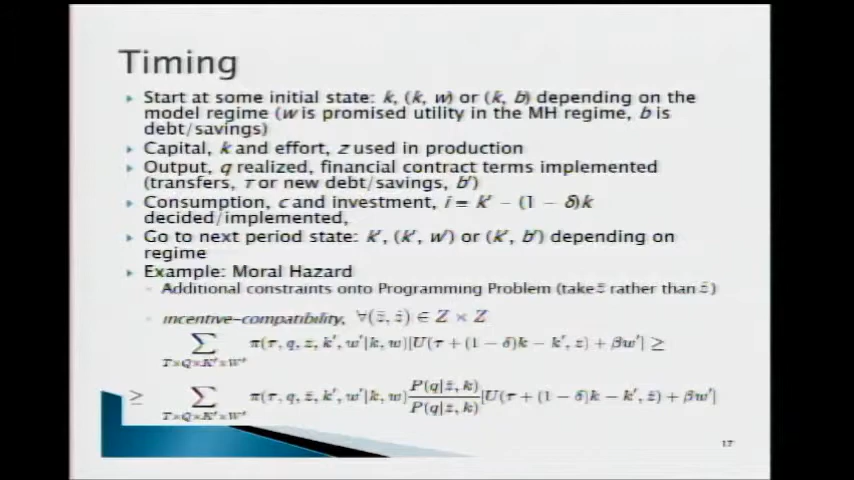 Timing
Start at some initial state: k, (k, w) or (k, b) depending on the
model regime (w is promised utility in the MH regime, b is
debt/savings)
Capital, k and effort, z used in production
Output, q realized, financial contract terms implemented
(transfers, τ or new debt/savings, b')
Consumption, c and investment, i = k' – (1 – δ)k
decided/implemented,
Go to next period state: k', (k', w') or (k', b') depending on
regime
Example: Moral Hazard
Additional constraints onto Programming Problem (take z̄ rather than ẑ)
incentive-compatibility, ∀(z̄, ẑ) ∈ Z × Z
∑ π(τ, q, z̄, k', w'|k, w)[U(τ + (1 − δ)k − k', z̄) + βw'] ≥
T×Q×K'×W'
≥ ∑ π(τ, q, z̄, k', w'|k, w) P(q|ẑ, k)/P(q|z̄, k) [U(τ + (1 − δ)k − k', ẑ) + βw']
T×Q×K'×W'
17